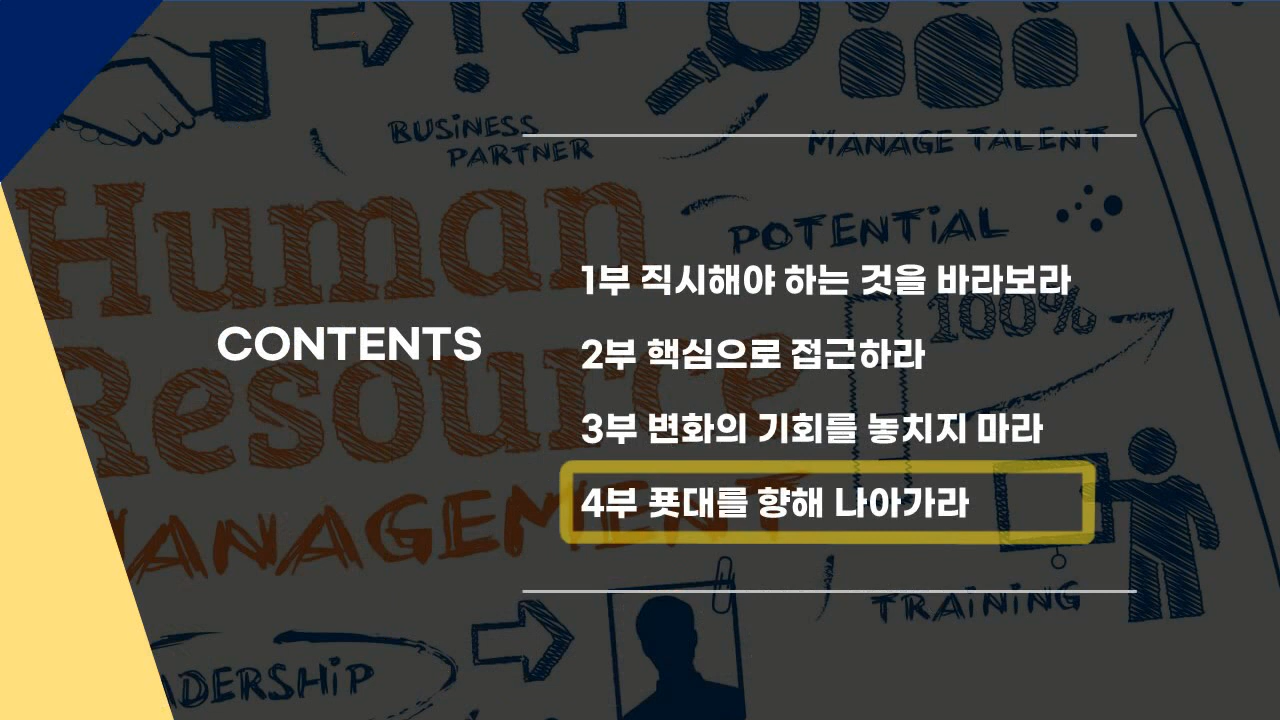 BUSINESS
PARTNER
MANAGE TALENT
Human
POTENTIAL
1부 직시해야 하는 것을 바라보라
100%
CONTENTS
Resource
2부 핵심으로 접근하라
3부 변화의 기회를 놓치지 마라
MANAGEMENT
4부 푯대를 향해 나아가라
TRAINING
ADERSHIP